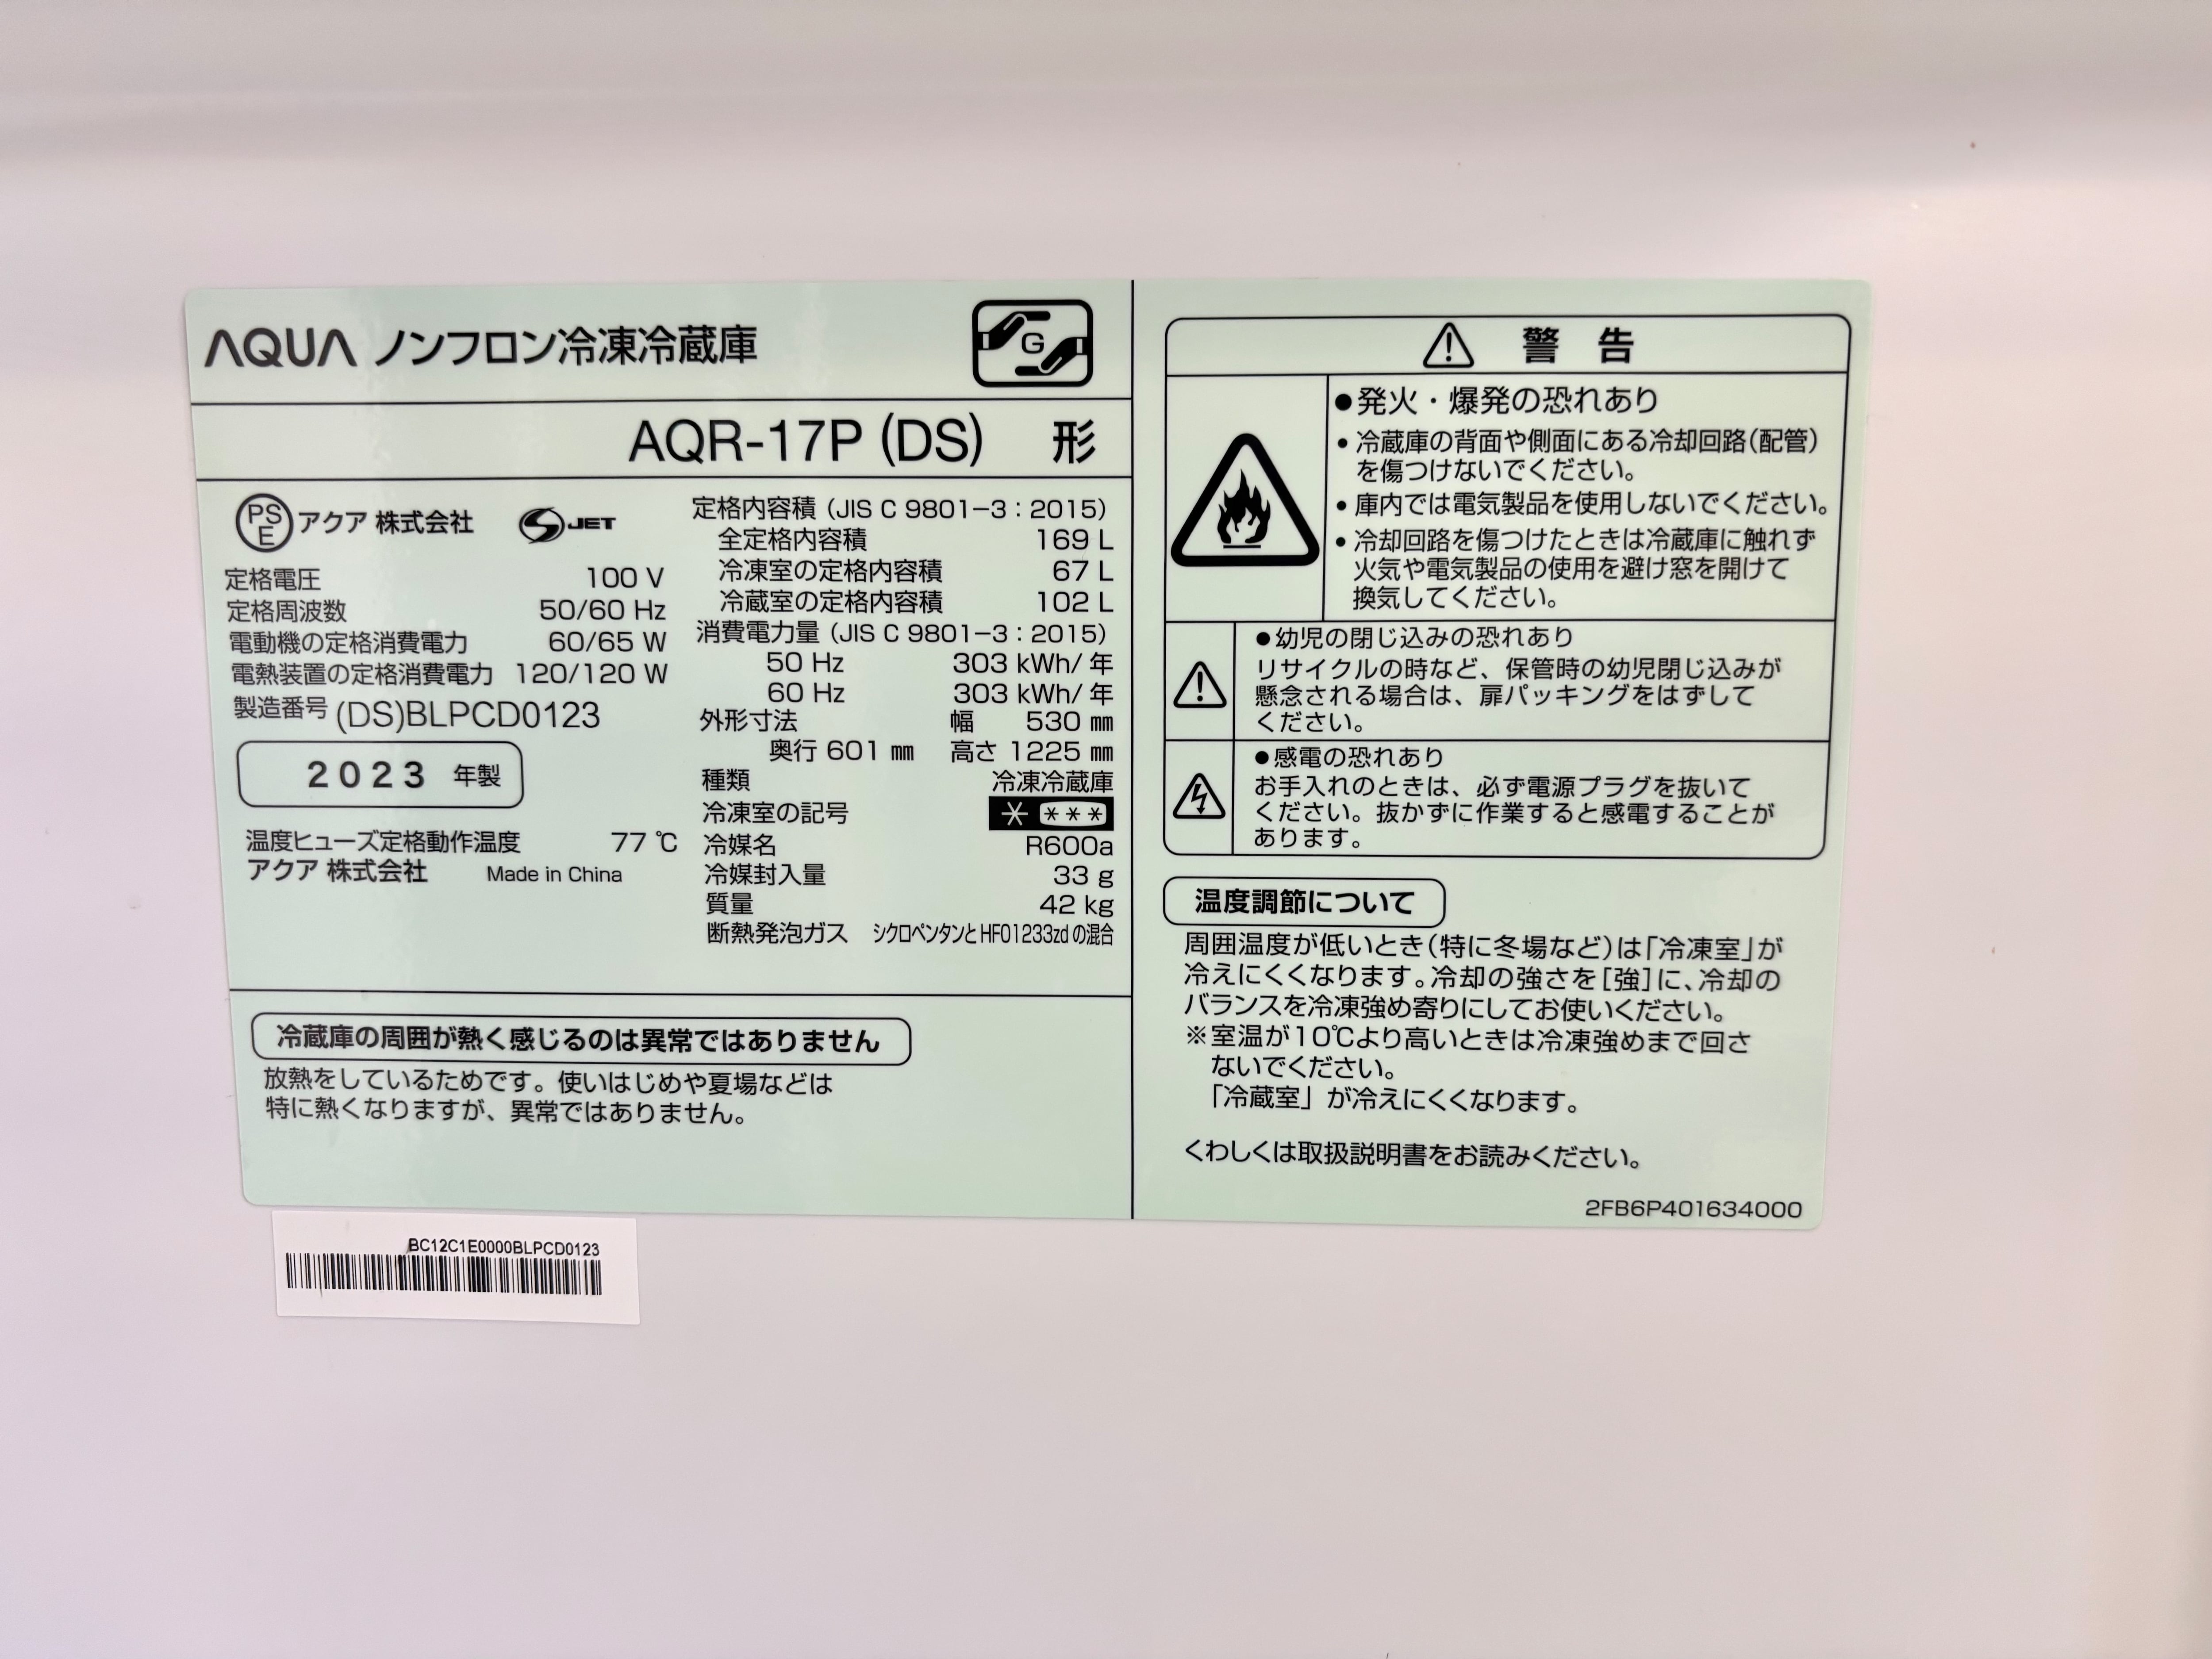 AQUA ノンフロン冷凍冷蔵庫
G
AQR-17P (DS) 形
PS E アクア 株式会社 S JET
定格電圧 100 V
定格周波数 50/60 Hz
電動機の定格消費電力 60/65 W
電熱装置の定格消費電力 120/120 W
製造番号 (DS)BLPCD0123
2023 年製
温度ヒューズ定格動作温度 77 ℃
アクア 株式会社 Made in China
定格内容積 (JIS C 9801-3:2015)
全定格内容積 169 L
冷凍室の定格内容積 67 L
冷蔵室の定格内容積 102 L
消費電力量 (JIS C 9801-3:2015)
50 Hz 303 kWh/年
60 Hz 303 kWh/年
外形寸法 幅 530 ㎜
奥行 601 ㎜ 高さ 1225 ㎜
種類 冷凍冷蔵庫
冷凍室の記号 * ***
冷媒名 R600a
冷媒封入量 33 g
質量 42 kg
断熱発泡ガス シクロペンタンとHFO1233zdの混合
冷蔵庫の周囲が熱く感じるのは異常ではありません
放熱をしているためです。使いはじめや夏場などは
特に熱くなりますが、異常ではありません。
警告
●発火・爆発の恐れあり
・冷蔵庫の背面や側面にある冷却回路(配管)
を傷つけないでください。
・庫内では電気製品を使用しないでください。
・冷却回路を傷つけたときは冷蔵庫に触れず
火気や電気製品の使用を避け窓を開けて
換気してください。
●幼児の閉じ込みの恐れあり
リサイクルの時など、保管時の幼児閉じ込みが
懸念される場合は、扉パッキングをはずして
ください。
●感電の恐れあり
お手入れのときは、必ず電源プラグを抜いて
ください。抜かずに作業すると感電することが
あります。
温度調節について
周囲温度が低いとき(特に冬場など)は「冷凍室」が
冷えにくくなります。冷却の強さを[強]に、冷却の
バランスを冷凍強め寄りにしてお使いください。
※室温が10℃より高いときは冷凍強めまで回さ
ないでください。
「冷蔵室」が冷えにくくなります。
くわしくは取扱説明書をお読みください。
2FB6P401634000
BC12C1E0000BLPCD0123